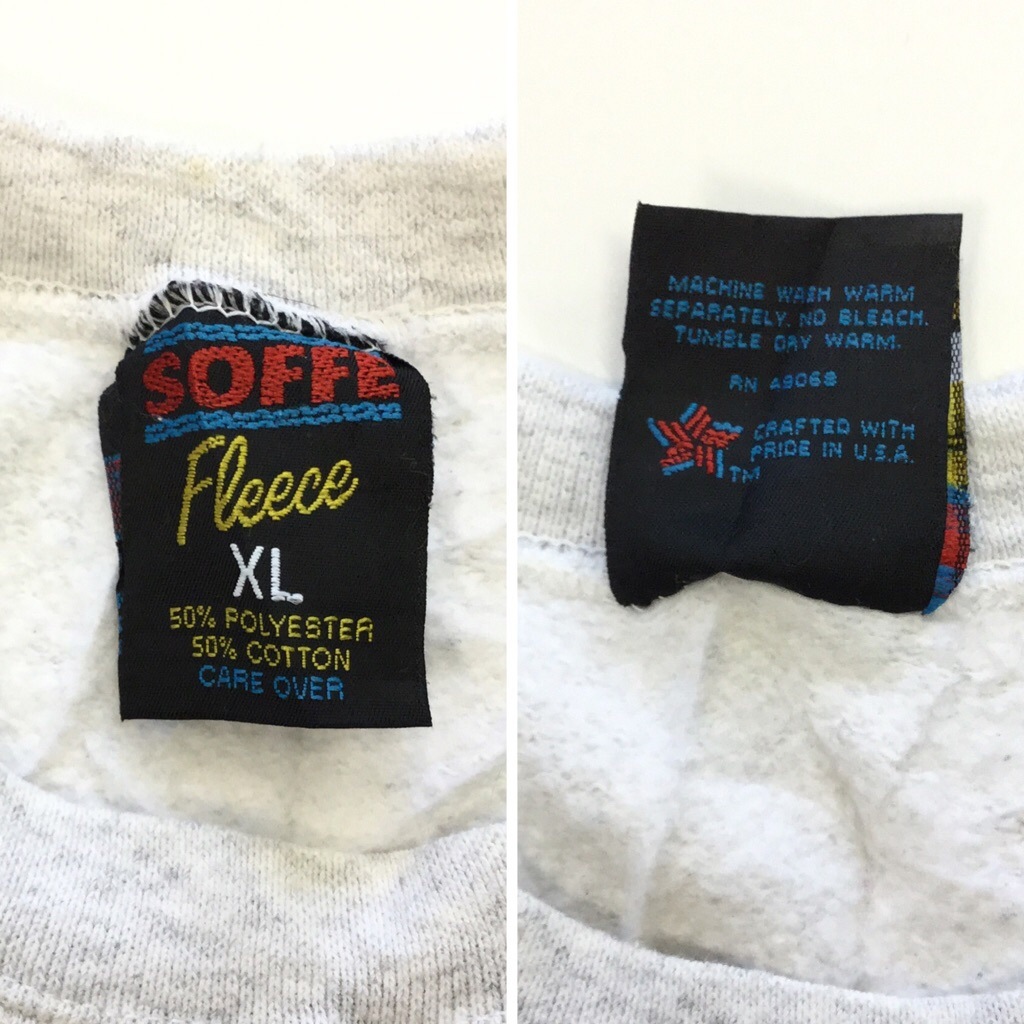 SOFFE
Fleece
XL
50% POLYESTER
50% COTTON
CARE OVER
MACHINE WASH WARM
SEPARATELY. NO BLEACH.
TUMBLE DRY WARM.
RN 49068
CRAFTED WITH
PRIDE IN U.S.A.
TM